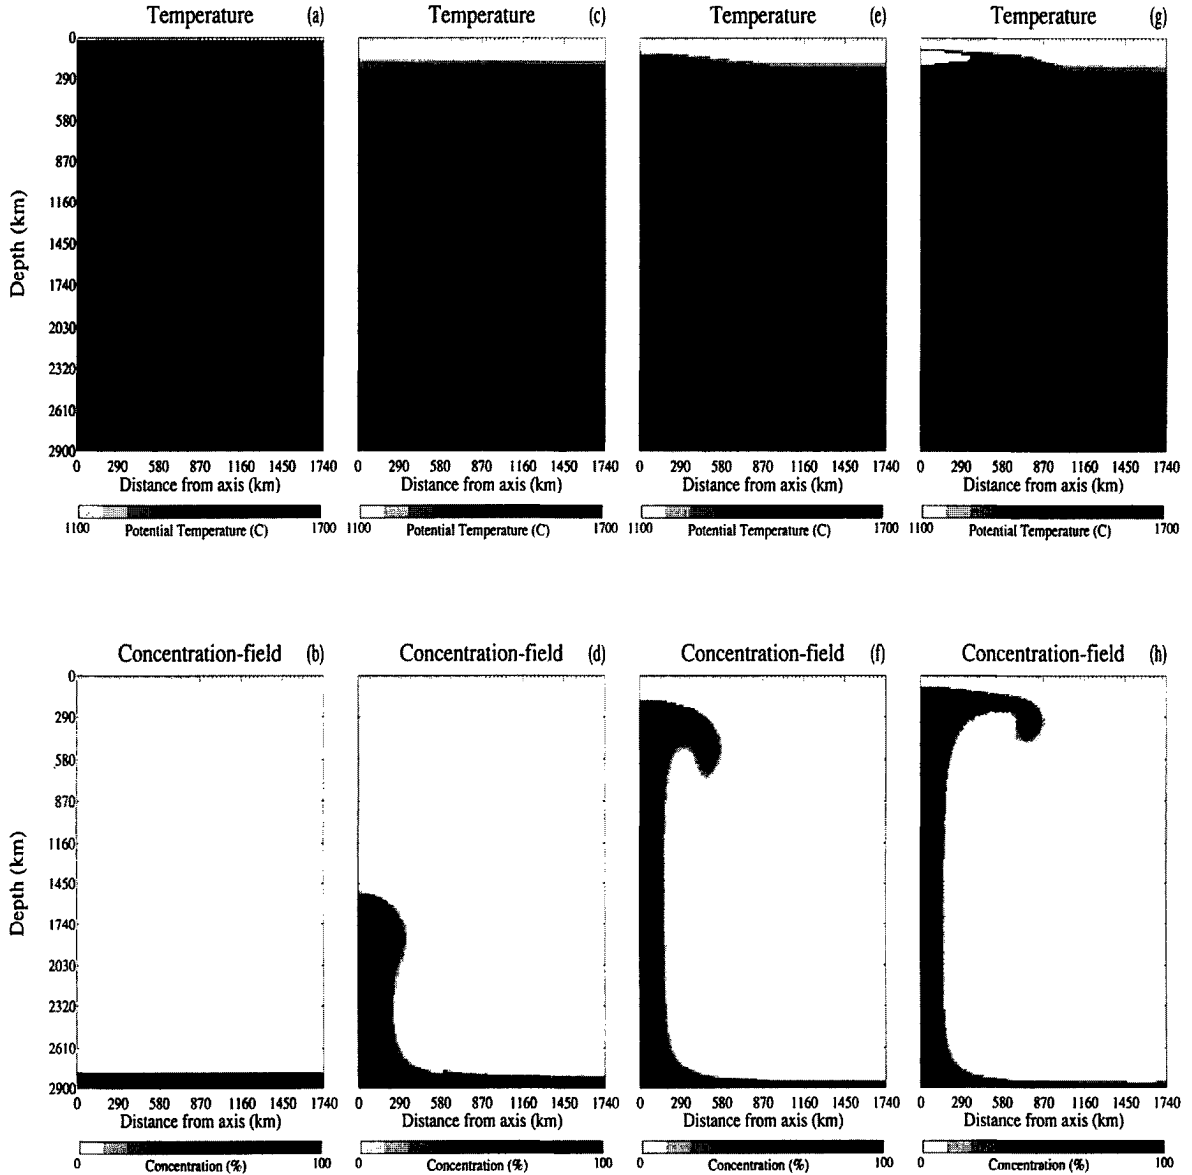 Temperature (a) Temperature (c) Temperature (e) Temperature (g)
0
290
580
870
1160
1450
1740
2030
2320
2610
2900
Depth (km)
0 290 580 870 1160 1450 1740 0 290 580 870 1160 1450 1740 0 290 580 870 1160 1450 1740 0 290 580 870 1160 1450 1740
Distance from axis (km) Distance from axis (km) Distance from axis (km) Distance from axis (km)
1100 1700 1100 1700 1100 1700 1100 1700
Potential Temperature (C) Potential Temperature (C) Potential Temperature (C) Potential Temperature (C)
Concentration-field (b) Concentration-field (d) Concentration-field (f) Concentration-field (h)
0
290
580
870
1160
1450
1740
2030
2320
2610
2900
Depth (km)
0 290 580 870 1160 1450 1740 0 290 580 870 1160 1450 1740 0 290 580 870 1160 1450 1740 0 290 580 870 1160 1450 1740
Distance from axis (km) Distance from axis (km) Distance from axis (km) Distance from axis (km)
0 100 0 100 0 100 0 100
Concentration (%) Concentration (%) Concentration (%) Concentration (%)